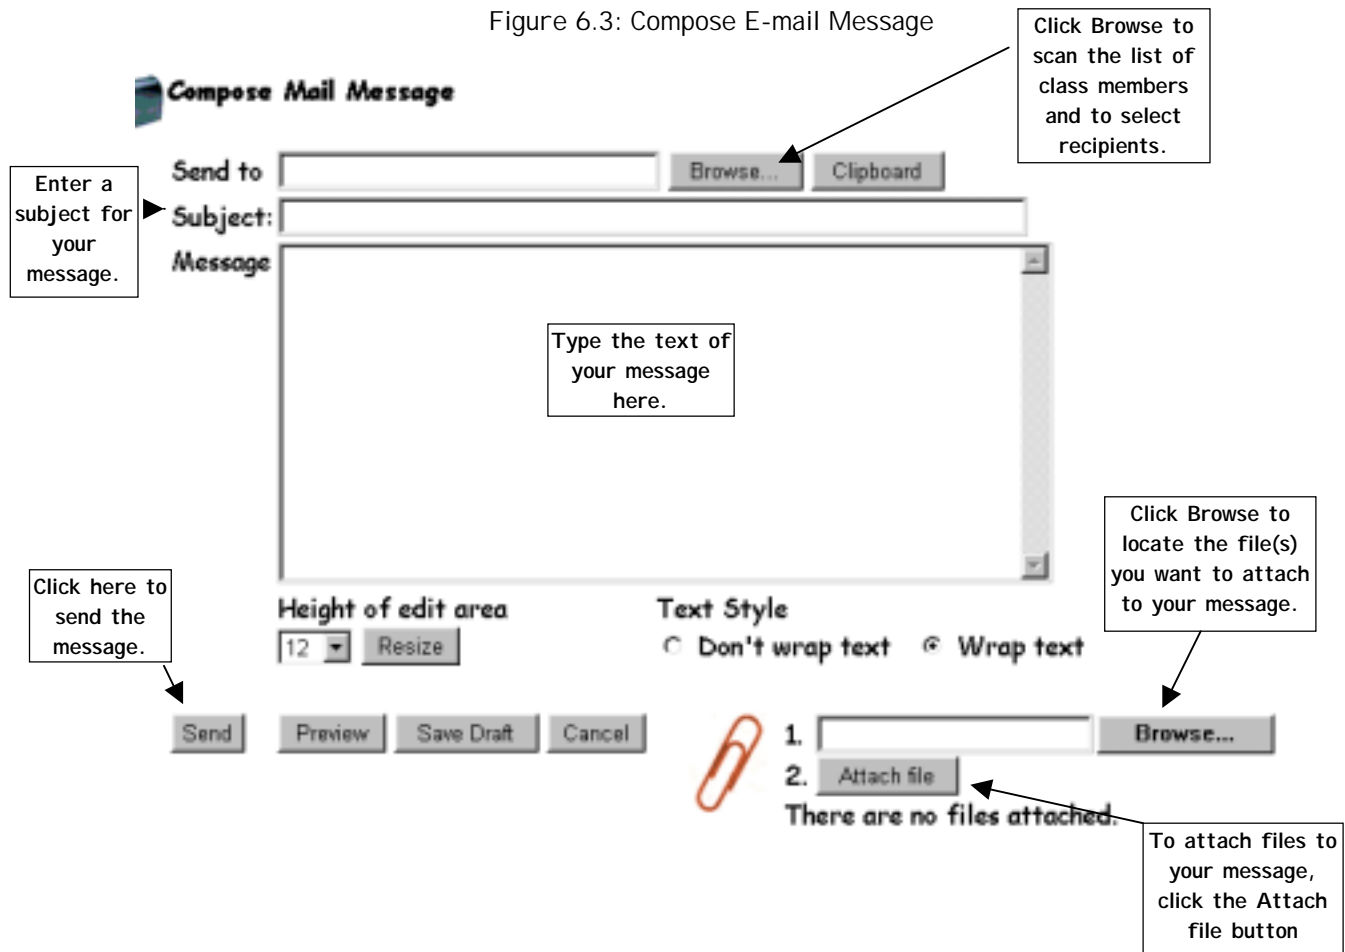 Figure 6.3: Compose E-mail Message
Click Browse to
scan the list of
class members
and to select
recipients.
Compose Mail Message
Send to
Browse...
Clipboard
Enter a
subject for
your
message.
Subject:
Message
Type the text of
your message
here.
Click Browse to
locate the file(s)
you want to attach
to your message.
Click here to
send the
message.
Height of edit area
12
Resize
Text Style
Don't wrap text
Wrap text
Send
Preview
Save Draft
Cancel
1.
Browse...
2. Attach file
There are no files attached.
To attach files to
your message,
click the Attach
file button